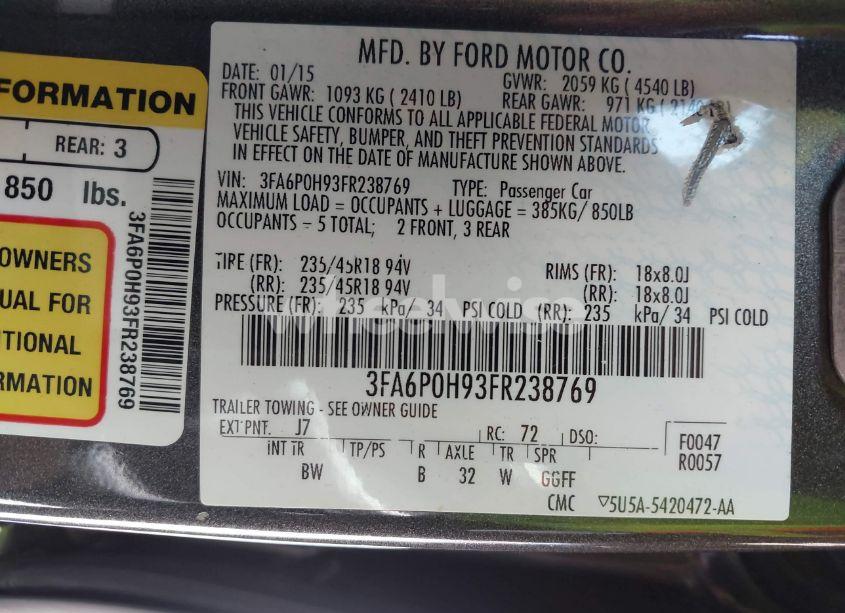 FORMATION
REAR: 3
850 lbs.
OWNERS
UAL FOR
ITIONAL
RMATION
3FA6P0H93FR238769
MFD. BY FORD MOTOR CO.
DATE: 01/15 GVWR: 2059 KG ( 4540 LB)
FRONT GAWR: 1093 KG ( 2410 LB) REAR GAWR: 971 KG ( 2140 LB)
THIS VEHICLE CONFORMS TO ALL APPLICABLE FEDERAL MOTOR
VEHICLE SAFETY, BUMPER, AND THEFT PREVENTION STANDARDS
IN EFFECT ON THE DATE OF MANUFACTURE SHOWN ABOVE.
VIN: 3FA6P0H93FR238769 TYPE: Passenger Car
MAXIMUM LOAD = OCCUPANTS + LUGGAGE = 385KG/ 850LB
OCCUPANTS = 5 TOTAL; 2 FRONT, 3 REAR
TIRE (FR): 235/45R18 94V RIMS (FR): 18x8.0J
(RR): 235/45R18 94V (RR): 18x8.0J
PRESSURE (FR): 235 kPa/ 34 PSI COLD (RR): 235 kPa/ 34 PSI COLD
wheelwise
3FA6P0H93FR238769
TRAILER TOWING - SEE OWNER GUIDE
EXT PNT. J7 RC: 72 DSO: F0047
INT TR TP/PS R AXLE TR SPR R0057
BW B 32 W GGFF
CMC ▽5U5A-5420472-AA